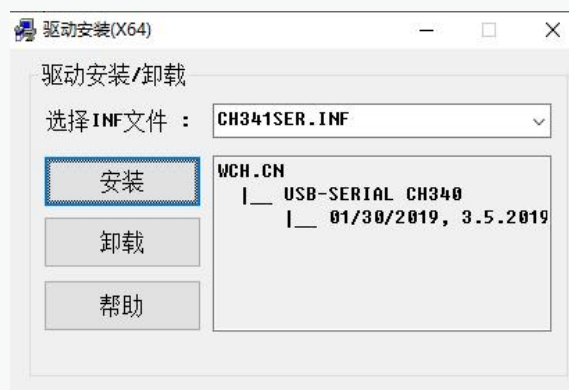 驱动安装(X64)
驱动安装/卸载
选择INF文件 : CH341SER.INF
安装
卸载
帮助
WCH.CN
|__ USB-SERIAL CH340
|__ 01/30/2019, 3.5.2019